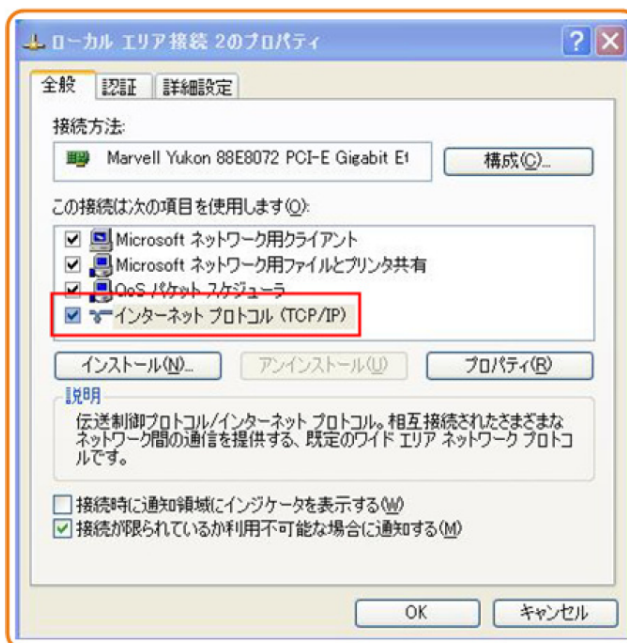 ローカル エリア接続 2のプロパティ
全般 認証 詳細設定
接続方法:
Marvell Yukon 88E8072 PCI-E Gigabit Et 構成(C)...
この接続は次の項目を使用します(O):
Microsoft ネットワーク用クライアント
Microsoft ネットワーク用ファイルとプリンタ共有
QoS パケット スケジューラ
インターネット プロトコル (TCP/IP)
インストール(N)... アンインストール(U) プロパティ(R)
説明
伝送制御プロトコル/インターネット プロトコル。相互接続されたさまざまな
ネットワーク間の通信を提供する、既定のワイド エリア ネットワーク プロトコ
ルです。
接続時に通知領域にインジケータを表示する(W)
接続が限られているか利用不可能な場合に通知する(M)
OK キャンセル